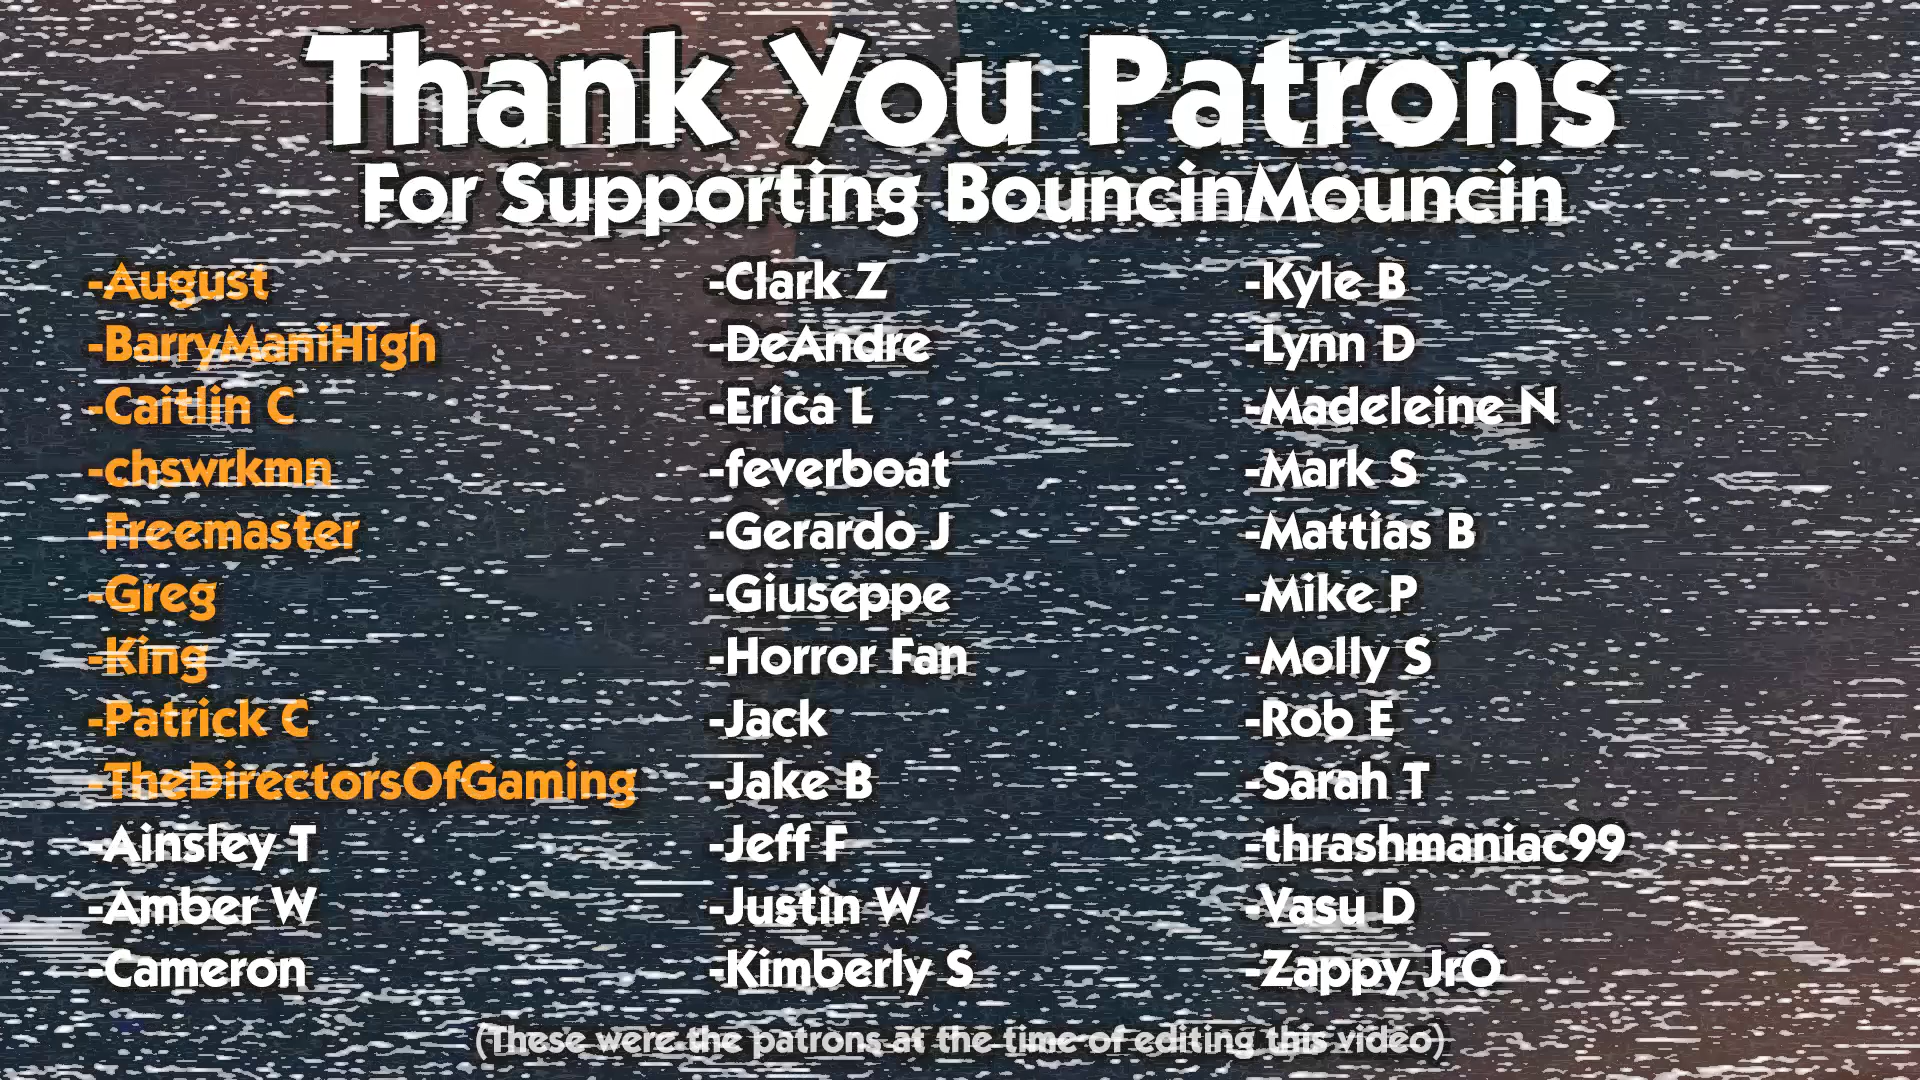 Thank You Patrons
For Supporting BouncinMouncin
-August
-BarryManiHigh
-Caitlin C
-chswrkmn
-Freemaster
-Greg
-King
-Patrick C
-TheDirectorsOfGaming
-Ainsley T
-Amber W
-Cameron
-Clark Z
-DeAndre
-Erica L
-feverboat
-Gerardo J
-Giuseppe
-Horror Fan
-Jack
-Jake B
-Jeff F
-Justin W
-Kimberly S
-Kyle B
-Lynn D
-Madeleine N
-Mark S
-Mattias B
-Mike P
-Molly S
-Rob E
-Sarah T
-thrashmaniac99
-Vasu D
-Zappy JrO
(These were the patrons at the time of editing this video)